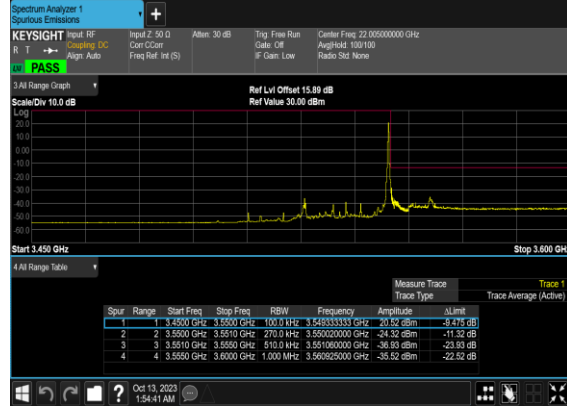 Spectrum Analyzer 1
Spurious Emissions
+
KEYSIGHT Input: RF Input Z: 50 Ω Atten: 30 dB Trig: Free Run Center Freq: 22.005000000 GHz
R T Coupling: DC Corr CCorr Gate: Off Avg|Hold: 100/100
Align: Auto Freq Ref: Int (S) IF Gain: Low Radio Std: None
LW PASS
3 All Range Graph
Ref Lvl Offset 15.89 dB
Scale/Div 10.0 dB Ref Value 30.00 dBm
Log
20.0
10.0
0.00
-10.0
-20.0
-30.0
-40.0
-50.0
-60.0
Start 3.450 GHz Stop 3.600 GHz
4 All Range Table
Measure Trace Trace 1
Trace Type Trace Average (Active)
Spur Range Start Freq Stop Freq RBW Frequency Amplitude ΔLimit
1 1 3.4500 GHz 3.5500 GHz 100.0 kHz 3.549333333 GHz 20.52 dBm -9.475 dB
2 2 3.5500 GHz 3.5510 GHz 270.0 kHz 3.550020000 GHz -24.32 dBm -11.32 dB
3 3 3.5510 GHz 3.5550 GHz 510.0 kHz 3.551060000 GHz -36.93 dBm -23.93 dB
4 4 3.5550 GHz 3.6000 GHz 1.000 MHz 3.560925000 GHz -35.52 dBm -22.52 dB
?
Oct 13, 2023
1:54:41 AM